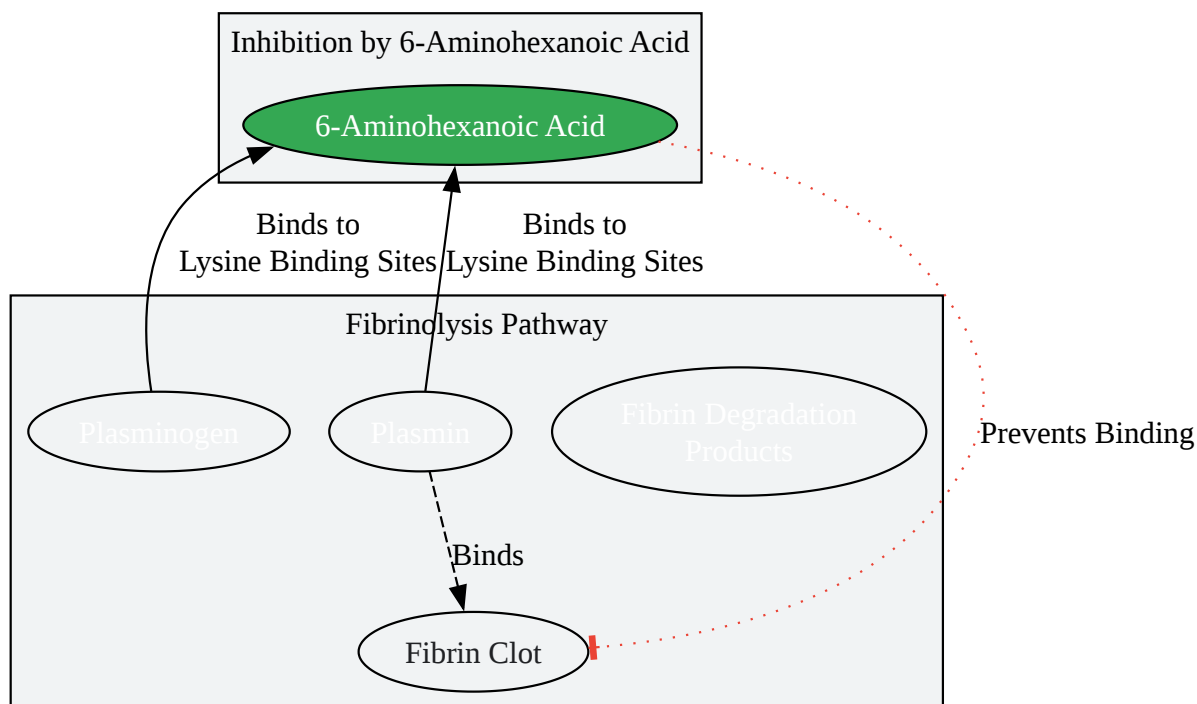 Inhibition by 6-Aminohexanoic Acid
6-Aminohexanoic Acid
Binds to
Lysine Binding Sites
Binds to
Lysine Binding Sites
Fibrinolysis Pathway
Plasminogen
Plasmin
Fibrin Degradation
Products
Prevents Binding
Binds
Fibrin Clot